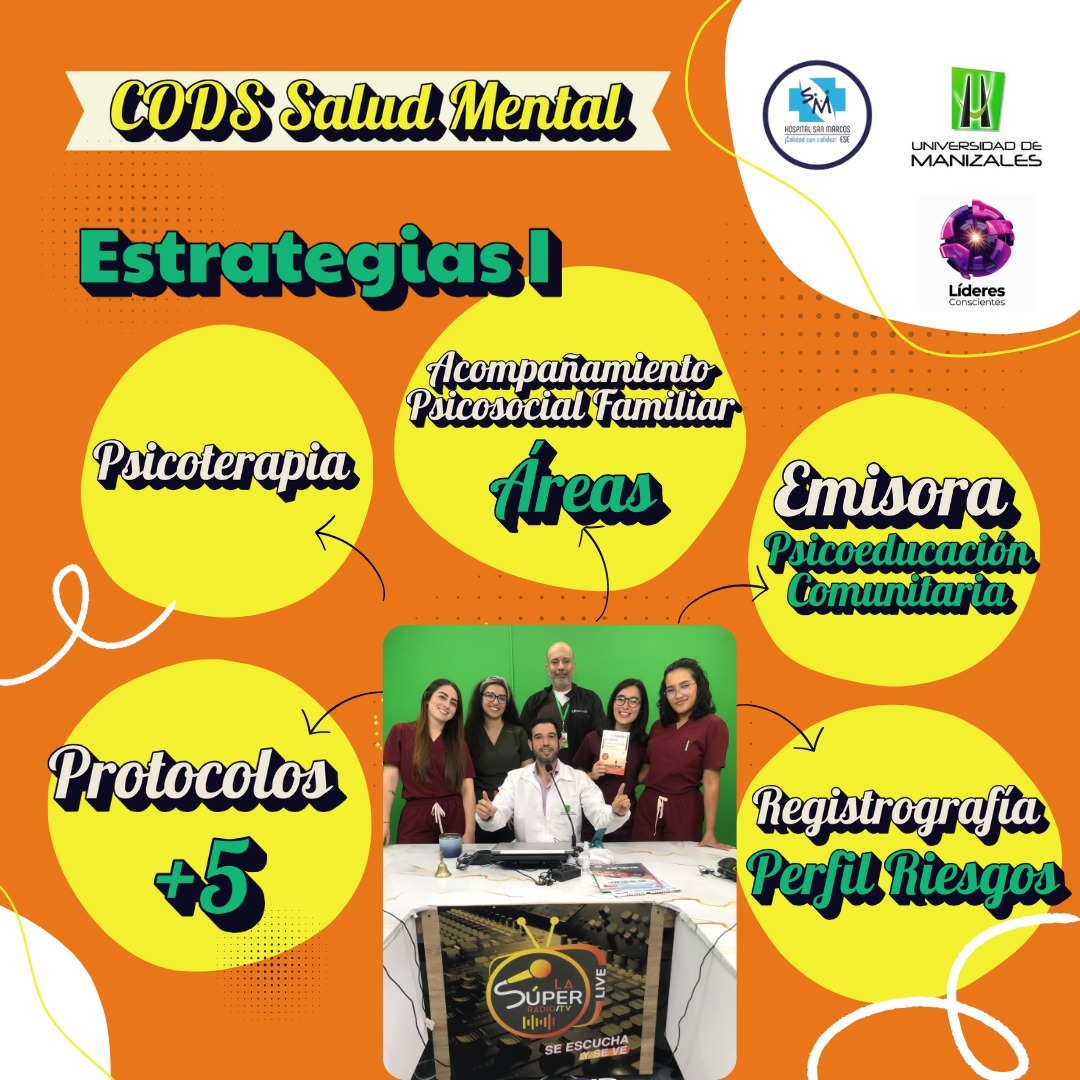 CODS Salud Mental
SM
HOSPITAL SAN MARCOS
¡Calidad con calidez! ESE
UNIVERSIDAD DE
MANIZALES
Líderes
Conscientes
Estrategias I
Psicoterapia
Acompañamiento
Psicosocial Familiar
Áreas
Emisora
Psicoeducación
Comunitaria
Protocolos
+5
Registrografía
Perfil Riesgos
LA
SÚPER
RADIO/TV
LIVE
SE ESCUCHA
Y SE VE